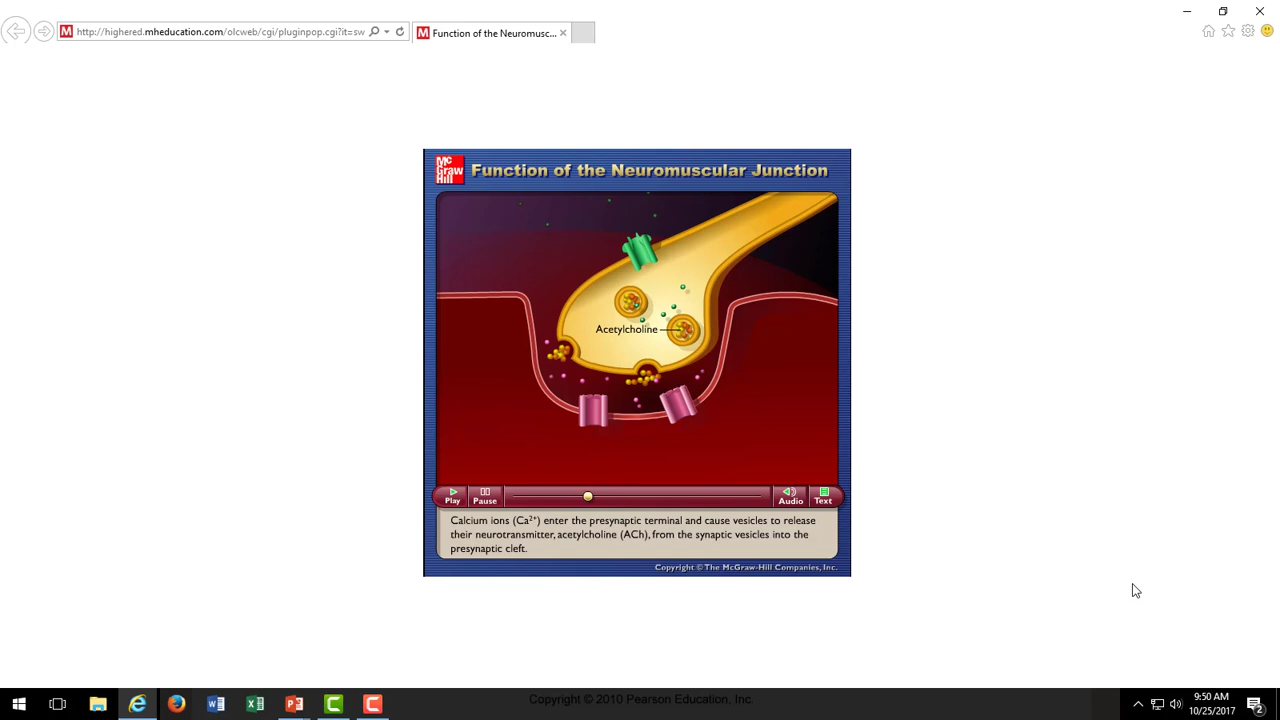 http://highered.mheducation.com/olcweb/cgi/pluginpop.cgi?it=sw
M
M Function of the Neuromusc...
Mc
Graw
Hill
Function of the Neuromuscular Junction
Acetylcholine
Play
Pause
Audio
Text
Calcium ions (Ca²⁺) enter the presynaptic terminal and cause vesicles to release
their neurotransmitter, acetylcholine (ACh), from the synaptic vesicles into the
presynaptic cleft.
Copyright © The McGraw-Hill Companies, Inc.
Copyright © 2010 Pearson Education, Inc.
9:50 AM
10/25/2017
2